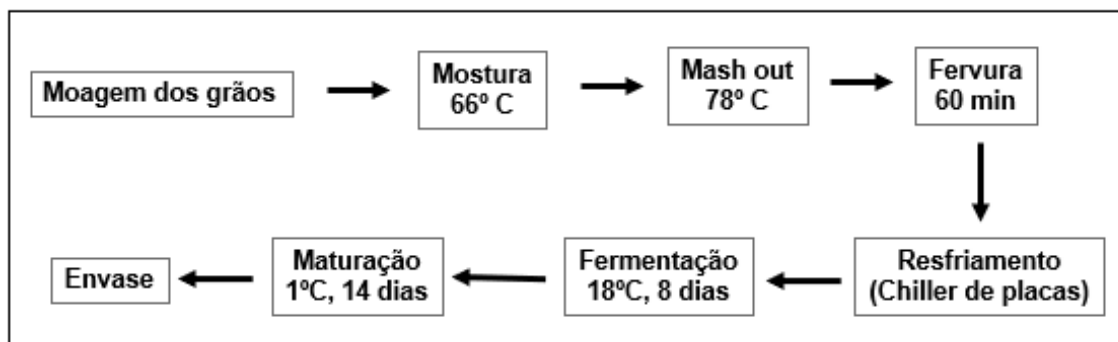 Moagem dos grãos
Mostura
66º C
Mash out
78º C
Fervura
60 min
Resfriamento
(Chiller de placas)
Fermentação
18ºC, 8 dias
Maturação
1ºC, 14 dias
Envase